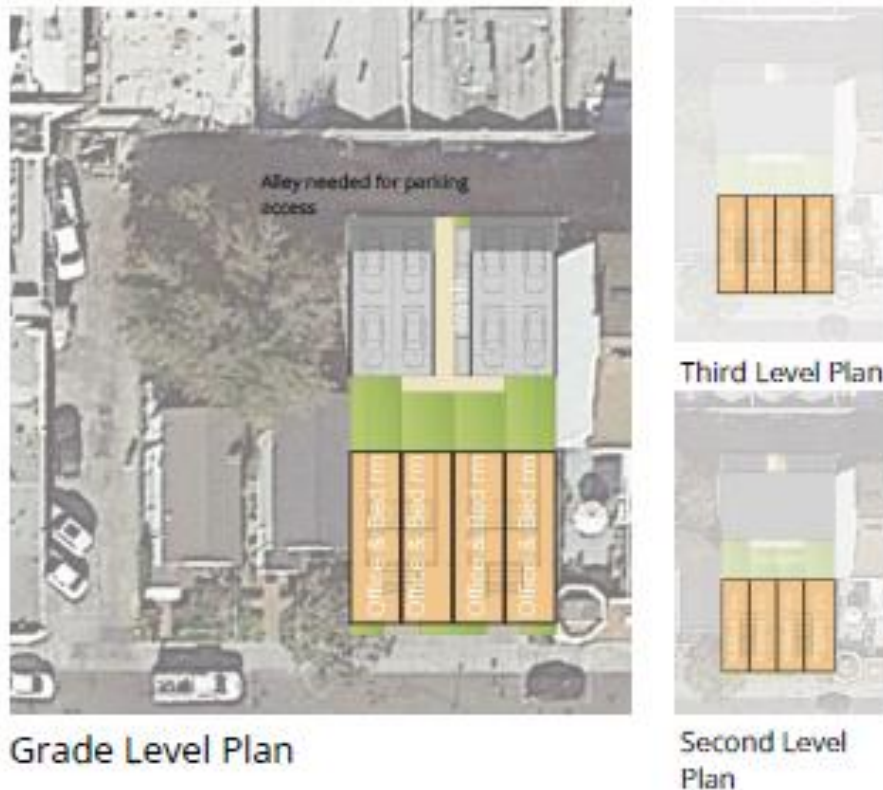 Alley needed for parking
access
Office & Bed rm
Office & Bed rm
Office & Bed rm
Office & Bed rm
Grade Level Plan
Third Level Plan
Second Level
Plan